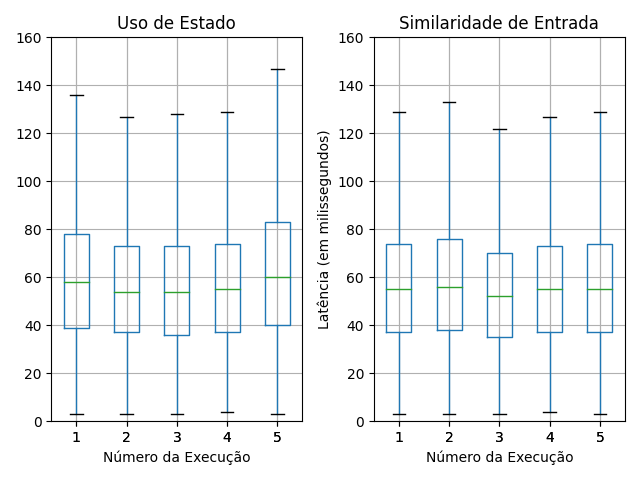 Uso de Estado
160
140
120
100
80
60
40
20
0
1 2 3 4 5
Número da Execução
Similaridade de Entrada
Latência (em milissegundos)
160
140
120
100
80
60
40
20
0
1 2 3 4 5
Número da Execução